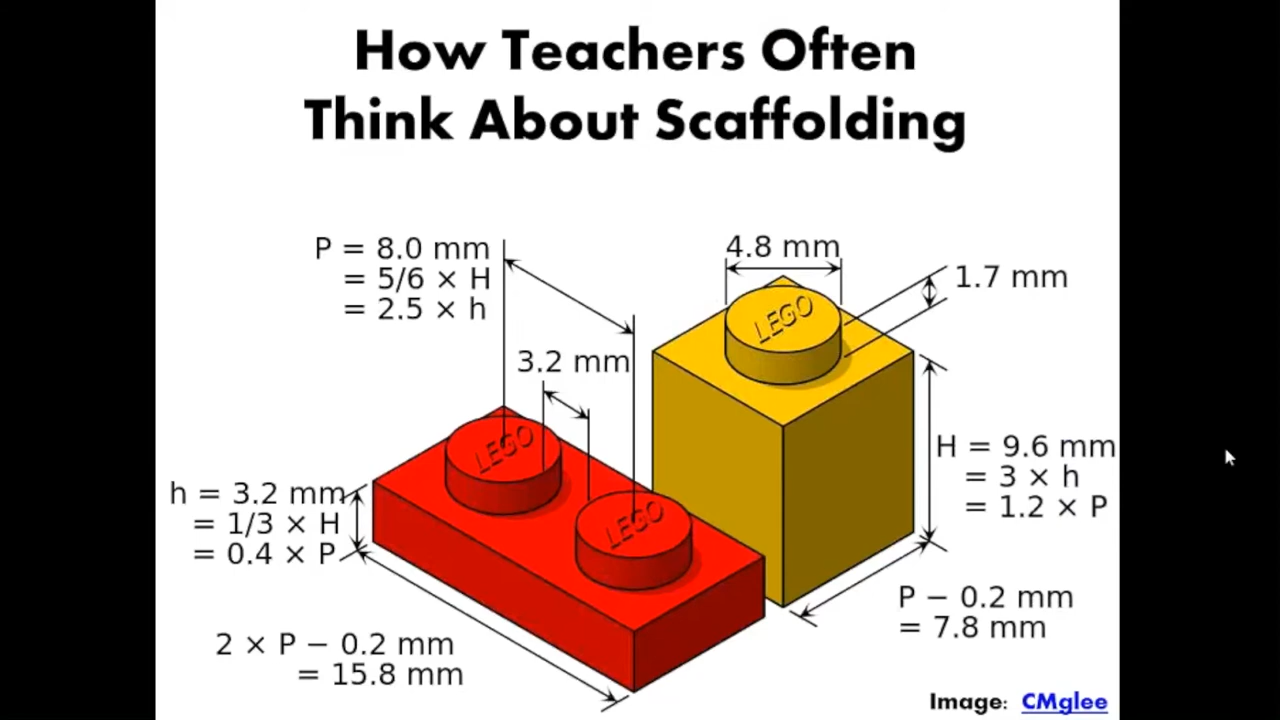 How Teachers Often
Think About Scaffolding
P = 8.0 mm
= 5/6 × H
= 2.5 × h
4.8 mm
1.7 mm
3.2 mm
LEGO
LEGO
LEGO
h = 3.2 mm
= 1/3 × H
= 0.4 × P
H = 9.6 mm
= 3 × h
= 1.2 × P
P − 0.2 mm
= 7.8 mm
2 × P − 0.2 mm
= 15.8 mm
Image: CMglee